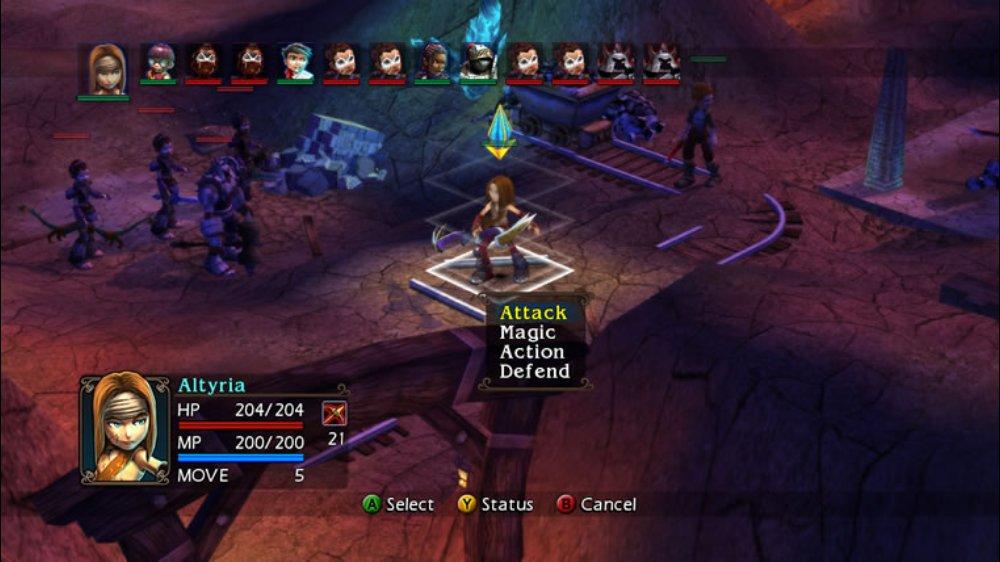 Attack
Magic
Action
Defend
Altyria
HP 204/204
21
MP 200/200
MOVE 5
A Select Y Status B Cancel